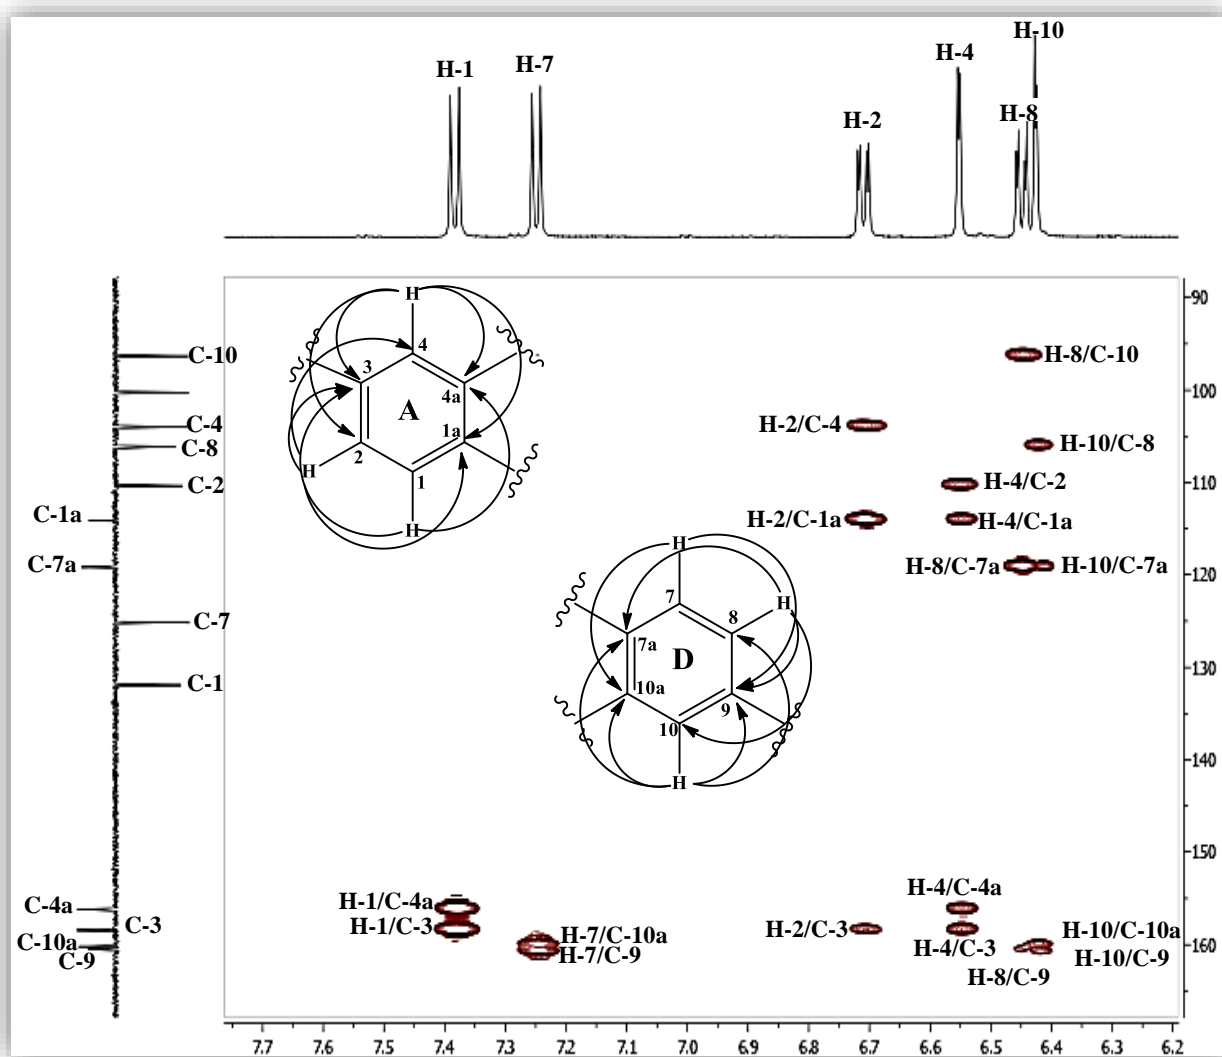 H-10
H-1
H-7
H-4
H-2
H-8
H
90
C-10
4
H-8/C-10
3
100
4a
A
C-4
H-2/C-4
1a
C-8
H-10/C-8
2
H
C-2
1
H-4/C-2
110
C-1a
H-2/C-1a
H-4/C-1a
H
H
C-7a
H-8/C-7a
H-10/C-7a
120
7
H
8
C-7
7a
D
130
C-1
10a
9
10
140
H
150
C-4a
H-1/C-4a
H-4/C-4a
C-3
H-1/C-3
H-2/C-3
H-10/C-10a
C-10a
H-7/C-10a
H-4/C-3
160
C-9
H-7/C-9
H-10/C-9
H-8/C-9
7.7 7.6 7.5 7.4 7.3 7.2 7.1 7.0 6.9 6.8 6.7 6.6 6.5 6.4 6.3 6.2